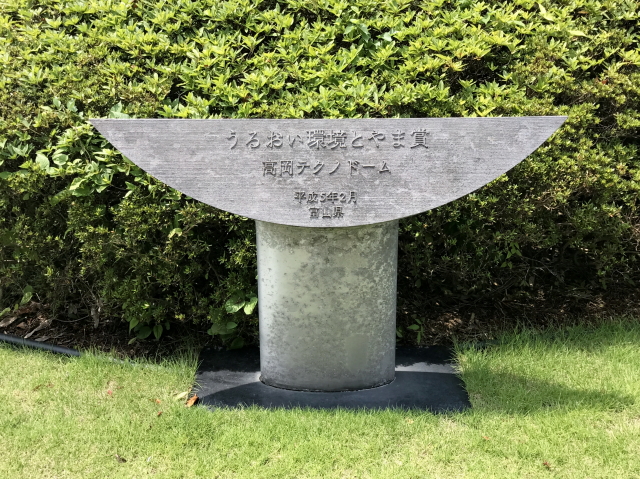 うるおい環境とやま賞
高岡テクノドーム
平成5年2月
富山県